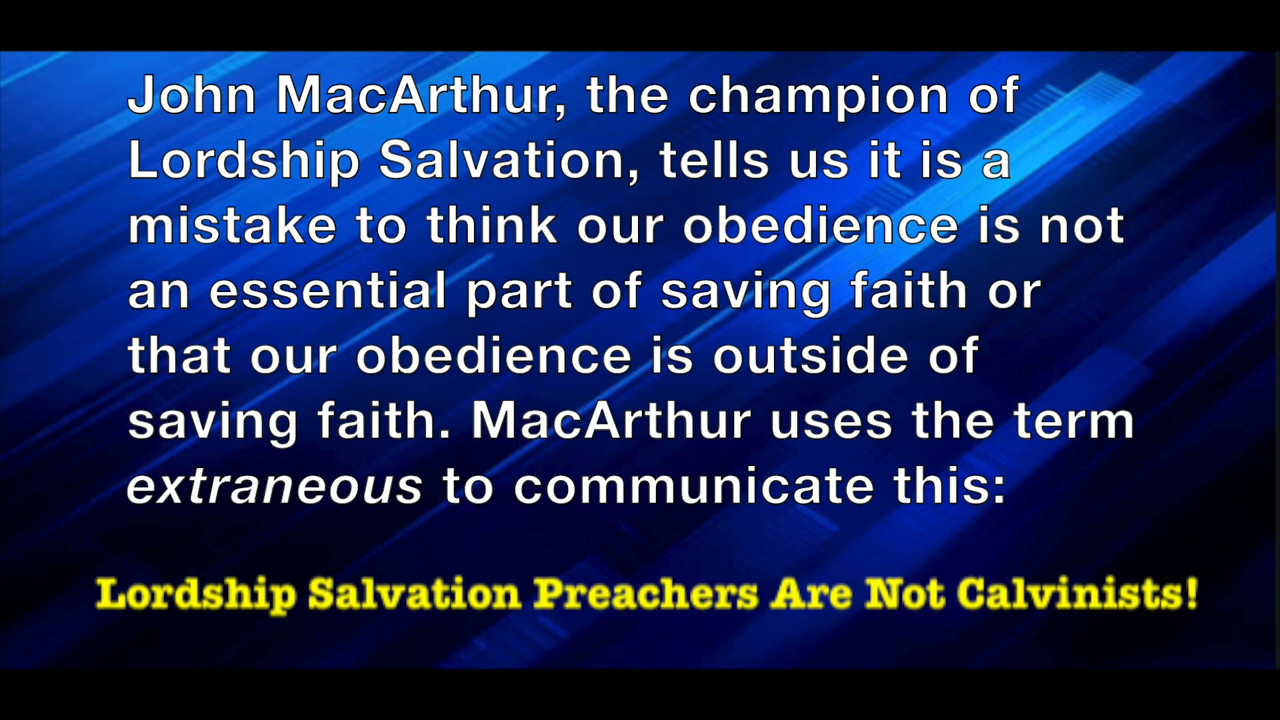 John MacArthur, the champion of
Lordship Salvation, tells us it is a
mistake to think our obedience is not
an essential part of saving faith or
that our obedience is outside of
saving faith. MacArthur uses the term
extraneous to communicate this:
Lordship Salvation Preachers Are Not Calvinists!